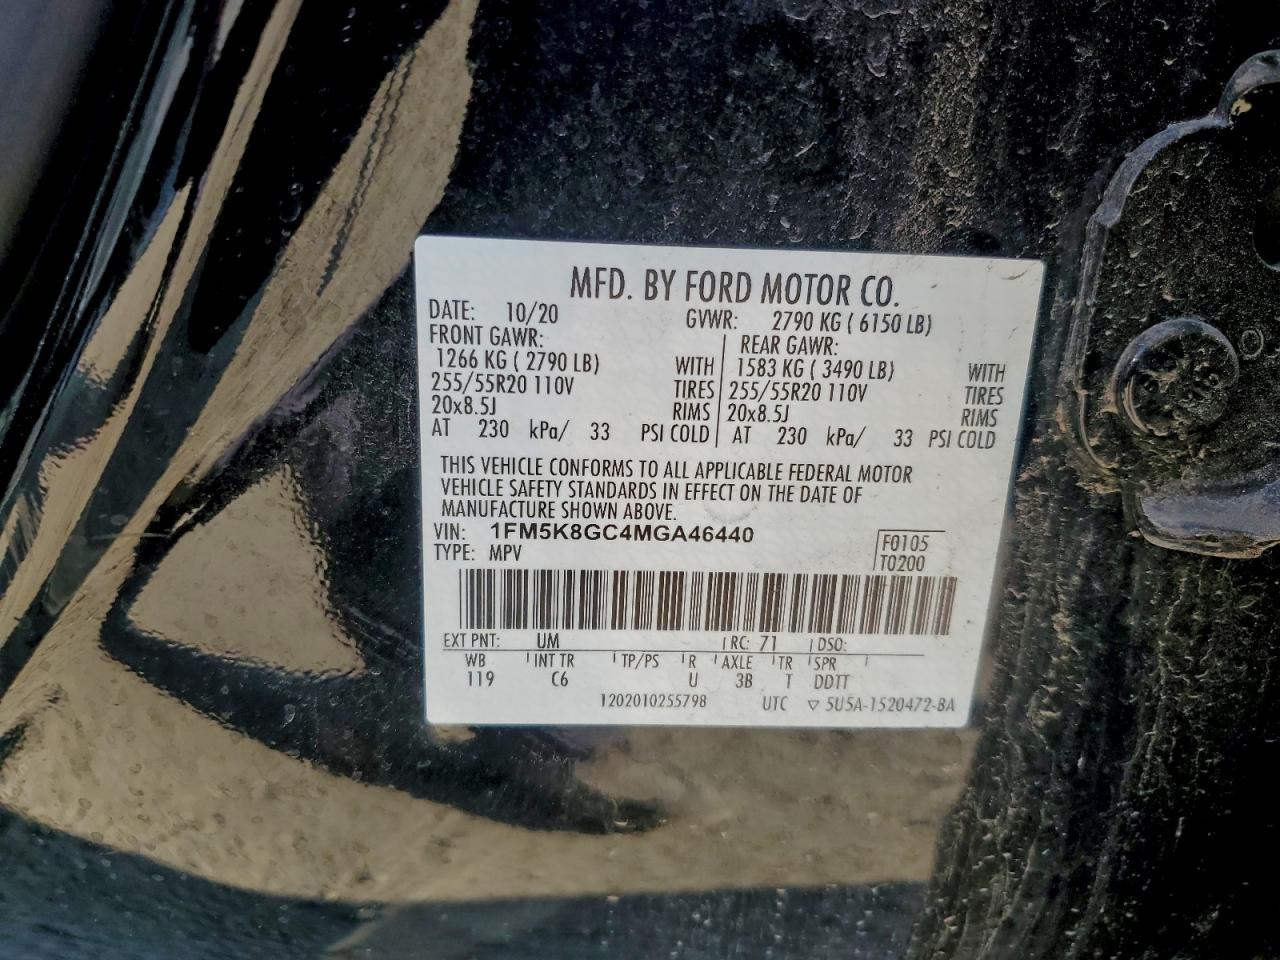 MFD. BY FORD MOTOR CO.
DATE: 10/20 GVWR: 2790 KG ( 6150 LB)
FRONT GAWR: REAR GAWR:
1266 KG ( 2790 LB) WITH 1583 KG ( 3490 LB) WITH
255/55R20 110V TIRES 255/55R20 110V TIRES
20x8.5J RIMS 20x8.5J RIMS
AT 230 kPa/ 33 PSI COLD AT 230 kPa/ 33 PSI COLD
THIS VEHICLE CONFORMS TO ALL APPLICABLE FEDERAL MOTOR
VEHICLE SAFETY STANDARDS IN EFFECT ON THE DATE OF
MANUFACTURE SHOWN ABOVE.
VIN: 1FM5K8GC4MGA46440 F0105
TYPE: MPV T0200
EXT PNT: UM RC: 71 DSO:
WB INT TR TP/PS R AXLE TR SPR
119 C6 U 3B T DDTT
1202010255798 UTC ▽ 5U5A-1520472-BA